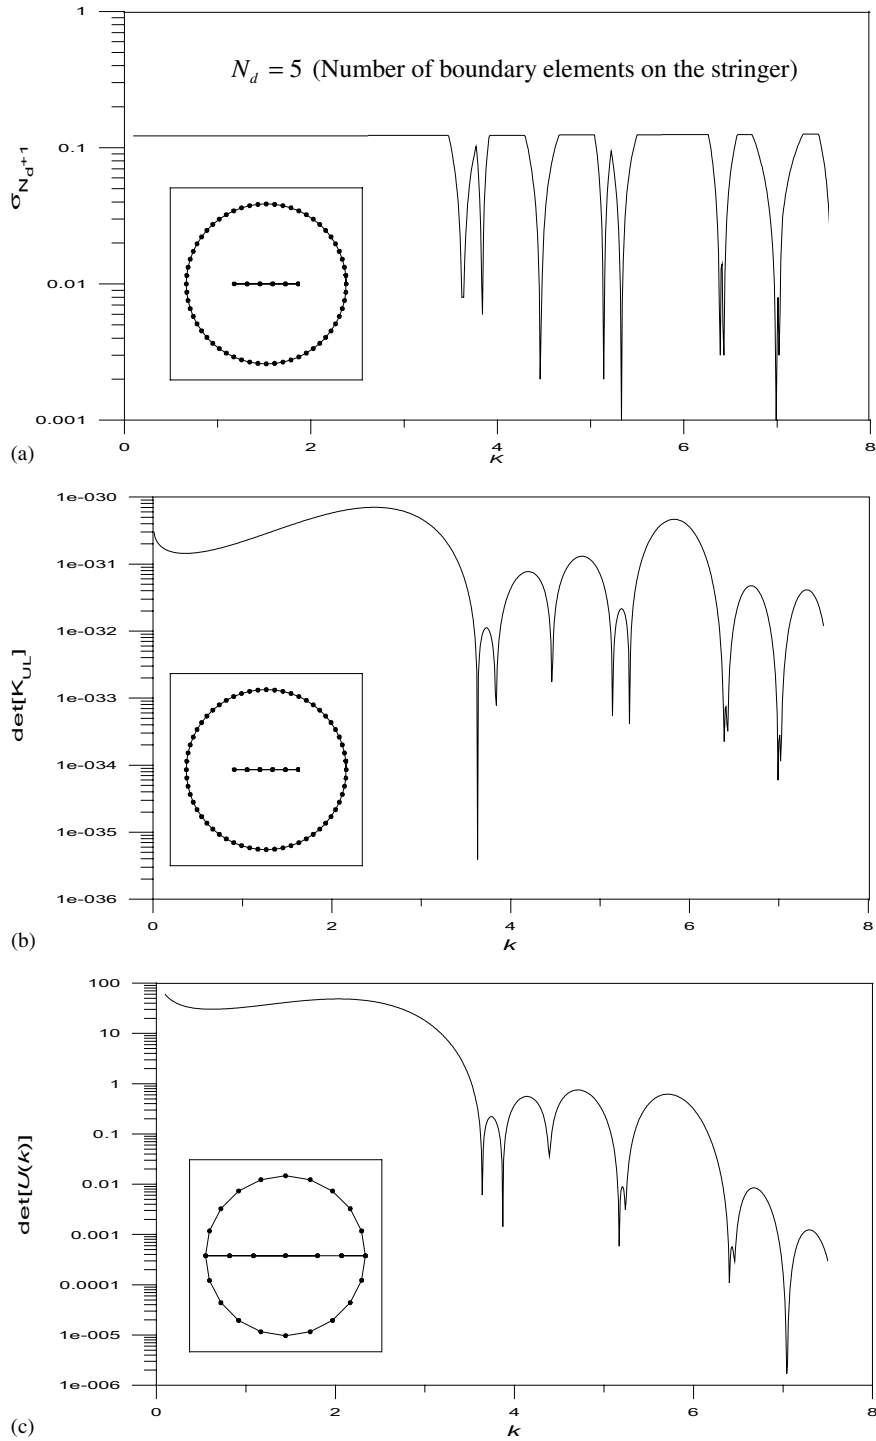 1
N_d = 5 (Number of boundary elements on the stringer)
0.1
σ_{N_d+1}
0.01
0.001
0 2 4 6 8
(a)
K
1e-030
1e-031
1e-032
det[K_{UL}]
1e-033
1e-034
1e-035
1e-036
0 2 4 6 8
(b)
k
100
10
1
0.1
det[U(k)]
0.01
0.001
0.0001
1e-005
1e-006
0 2 4 6 8
(c)
k